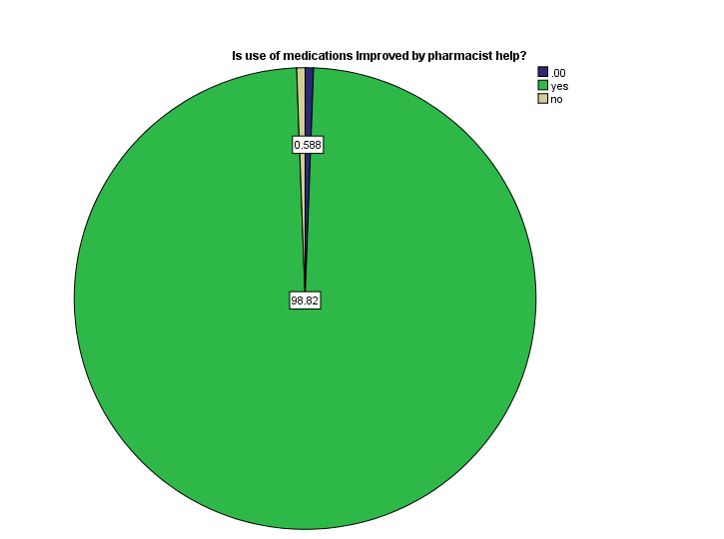 Is use of medications Improved by pharmacist help?
.00
yes
no
0.588
98.82